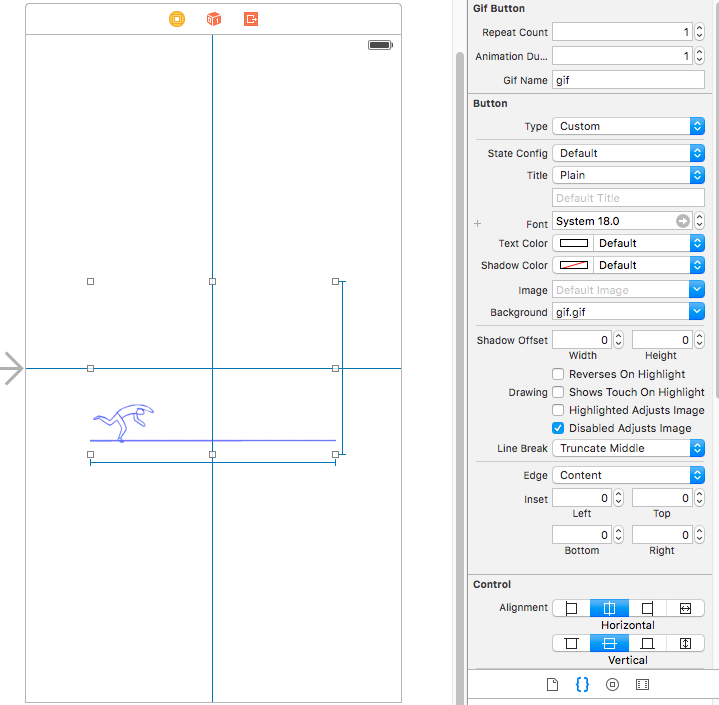 Gif Button
Repeat Count 1
Animation Du... 1
Gif Name gif
Button
Type Custom
State Config Default
Title Plain
Default Title
+ Font System 18.0
Text Color Default
Shadow Color Default
Image Default Image
Background gif.gif
Shadow Offset 0 0
Width Height
Reverses On Highlight
Drawing Shows Touch On Highlight
Highlighted Adjusts Image
Disabled Adjusts Image
Line Break Truncate Middle
Edge Content
Inset 0 0
Left Top
0 0
Bottom Right
Control
Alignment
Horizontal
Vertical
{}